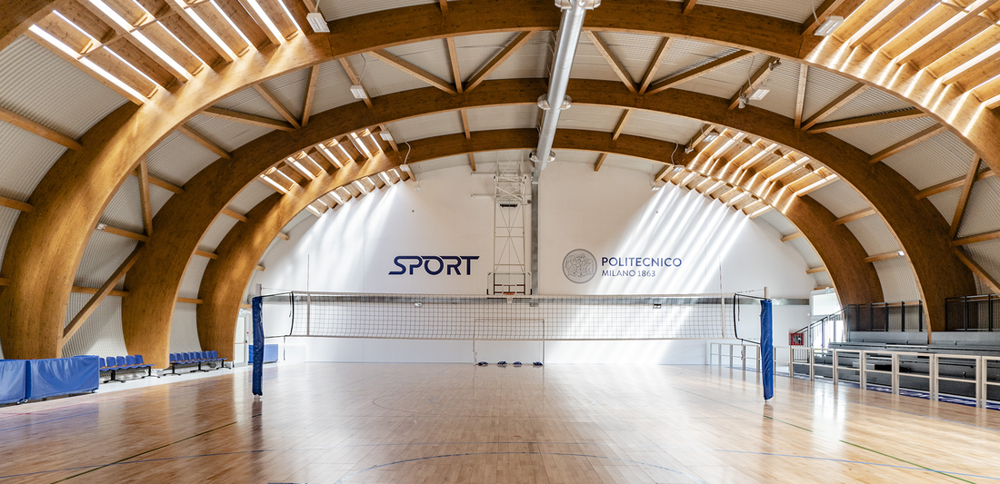 SPORT
POLITECNICO
MILANO 1863